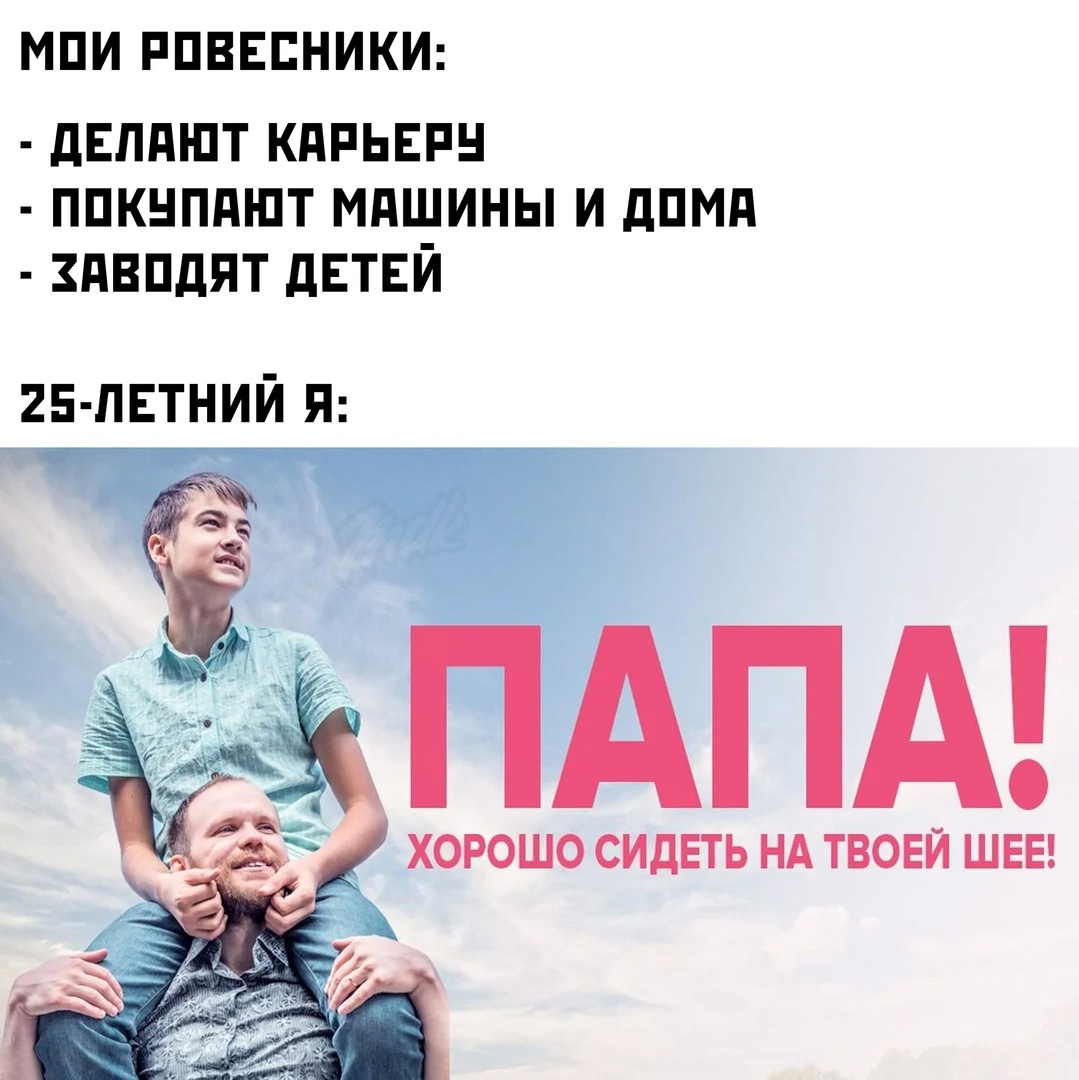 МОИ РОВЕСНИКИ:
- ДЕЛАЮТ КАРЬЕРУ
- ПОКУПАЮТ МАШИНЫ И ДОМА
- ЗАВОДЯТ ДЕТЕЙ
25-ЛЕТНИЙ Я:
ПАПА!
ХОРОШО СИДЕТЬ НА ТВОЕЙ ШЕЕ!